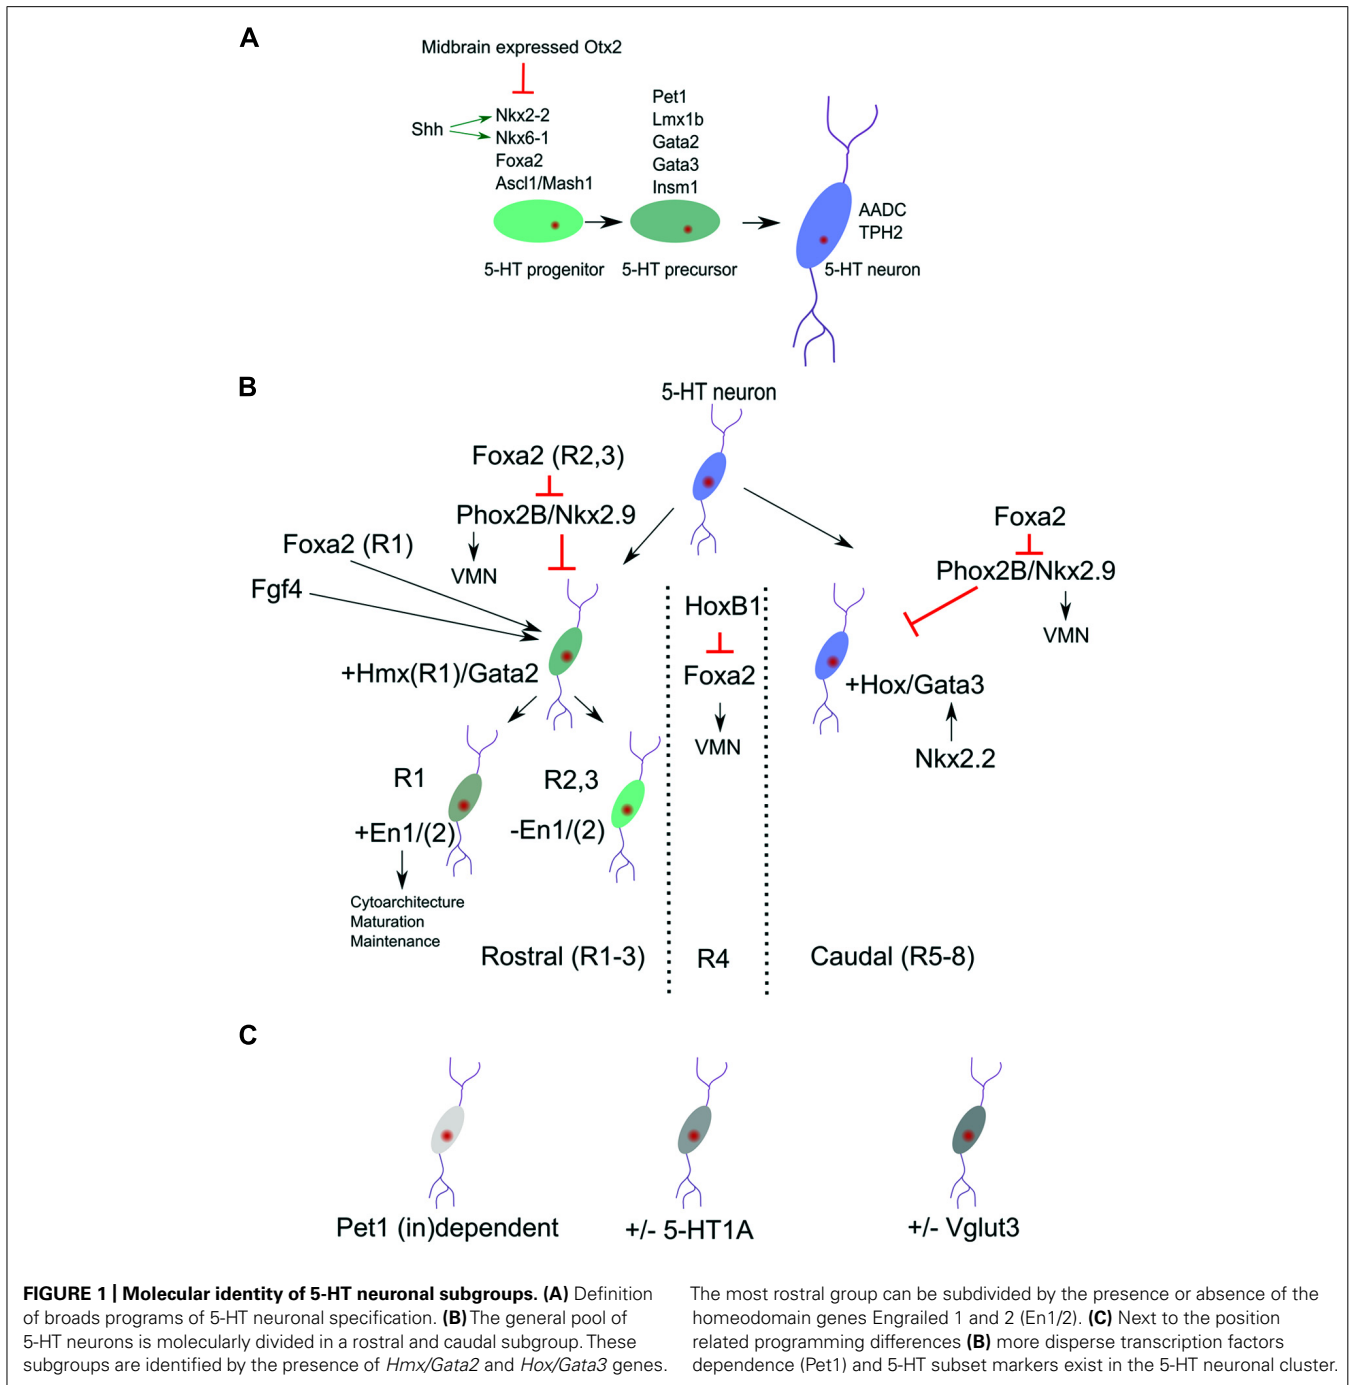 A
Midbrain expressed Otx2
Shh
Nkx2-2
Nkx6-1
Foxa2
Ascl1/Mash1
Pet1
Lmx1b
Gata2
Gata3
Insm1
AADC
TPH2
5-HT progenitor
5-HT precursor
5-HT neuron
B
5-HT neuron
Foxa2 (R2,3)
Phox2B/Nkx2.9
VMN
Foxa2 (R1)
Fgf4
+Hmx(R1)/Gata2
R1
+En1/(2)
Cytoarchitecture
Maturation
Maintenance
R2,3
-En1/(2)
Rostral (R1-3)
HoxB1
Foxa2
VMN
R4
Foxa2
Phox2B/Nkx2.9
VMN
+Hox/Gata3
Nkx2.2
Caudal (R5-8)
C
Pet1 (in)dependent
+/- 5-HT1A
+/- Vglut3
FIGURE 1 | Molecular identity of 5-HT neuronal subgroups. (A) Definition
of broads programs of 5-HT neuronal specification. (B) The general pool of
5-HT neurons is molecularly divided in a rostral and caudal subgroup. These
subgroups are identified by the presence of Hmx/Gata2 and Hox/Gata3 genes.
The most rostral group can be subdivided by the presence or absence of the
homeodomain genes Engrailed 1 and 2 (En1/2). (C) Next to the position
related programming differences (B) more disperse transcription factors
dependence (Pet1) and 5-HT subset markers exist in the 5-HT neuronal cluster.